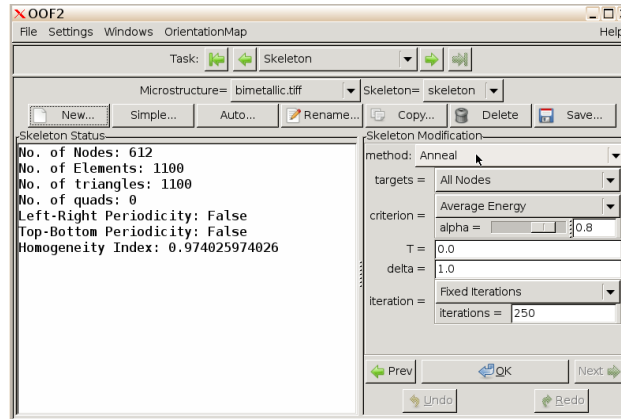 OOF2
File Settings Windows OrientationMap Help
Task: Skeleton
Microstructure= bimetallic.tiff Skeleton= skeleton
New... Simple... Auto... Rename... Copy... Delete Save...
Skeleton Status
No. of Nodes: 612
No. of Elements: 1100
No. of triangles: 1100
No. of quads: 0
Left-Right Periodicity: False
Top-Bottom Periodicity: False
Homogeneity Index: 0.974025974026
Skeleton Modification
method: Anneal
targets = All Nodes
criterion = Average Energy
alpha = 0.8
T = 0.0
delta = 1.0
iteration = Fixed Iterations
iterations = 250
Prev OK Next
Undo Redo